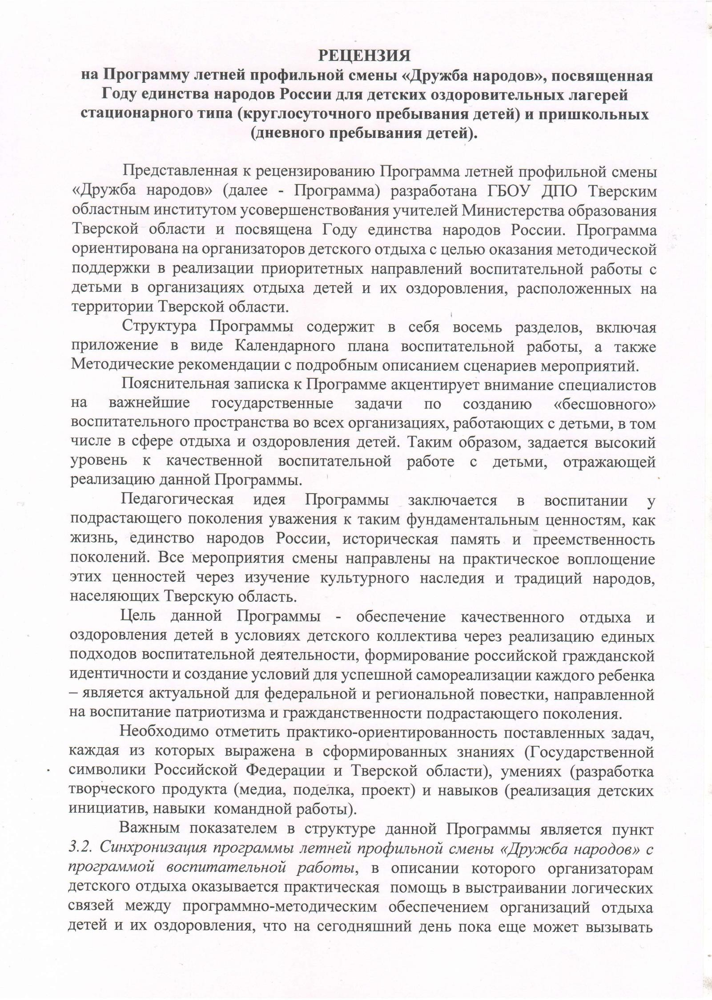 РЕЦЕНЗИЯ
на Программу летней профильной смены «Дружба народов», посвященная
Году единства народов России для детских оздоровительных лагерей
стационарного типа (круглосуточного пребывания детей) и пришкольных
(дневного пребывания детей).
Представленная к рецензированию Программа летней профильной смены
«Дружба народов» (далее - Программа) разработана ГБОУ ДПО Тверским
областным институтом усовершенствования учителей Министерства образования
Тверской области и посвящена Году единства народов России. Программа
ориентирована на организаторов детского отдыха с целью оказания методической
поддержки в реализации приоритетных направлений воспитательной работы с
детьми в организациях отдыха детей и их оздоровления, расположенных на
территории Тверской области.
Структура Программы содержит в себя восемь разделов, включая
приложение в виде Календарного плана воспитательной работы, а также
Методические рекомендации с подробным описанием сценариев мероприятий.
Пояснительная записка к Программе акцентирует внимание специалистов
на важнейшие государственные задачи по созданию «бесшовного»
воспитательного пространства во всех организациях, работающих с детьми, в том
числе в сфере отдыха и оздоровления детей. Таким образом, задается высокий
уровень к качественной воспитательной работе с детьми, отражающей
реализацию данной Программы.
Педагогическая идея Программы заключается в воспитании у
подрастающего поколения уважения к таким фундаментальным ценностям, как
жизнь, единство народов России, историческая память и преемственность
поколений. Все мероприятия смены направлены на практическое воплощение
этих ценностей через изучение культурного наследия и традиций народов,
населяющих Тверскую область.
Цель данной Программы - обеспечение качественного отдыха и
оздоровления детей в условиях детского коллектива через реализацию единых
подходов воспитательной деятельности, формирование российской гражданской
идентичности и создание условий для успешной самореализации каждого ребенка
– является актуальной для федеральной и региональной повестки, направленной
на воспитание патриотизма и гражданственности подрастающего поколения.
Необходимо отметить практико-ориентированность поставленных задач,
каждая из которых выражена в сформированных знаниях (Государственной
символики Российской Федерации и Тверской области), умениях (разработка
творческого продукта (медиа, поделка, проект) и навыков (реализация детских
инициатив, навыки командной работы).
Важным показателем в структуре данной Программы является пункт
3.2. Синхронизация программы летней профильной смены «Дружба народов» с
программой воспитательной работы, в описании которого организаторам
детского отдыха оказывается практическая помощь в выстраивании логических
связей между программно-методическим обеспечением организаций отдыха
детей и их оздоровления, что на сегодняшний день пока еще может вызывать